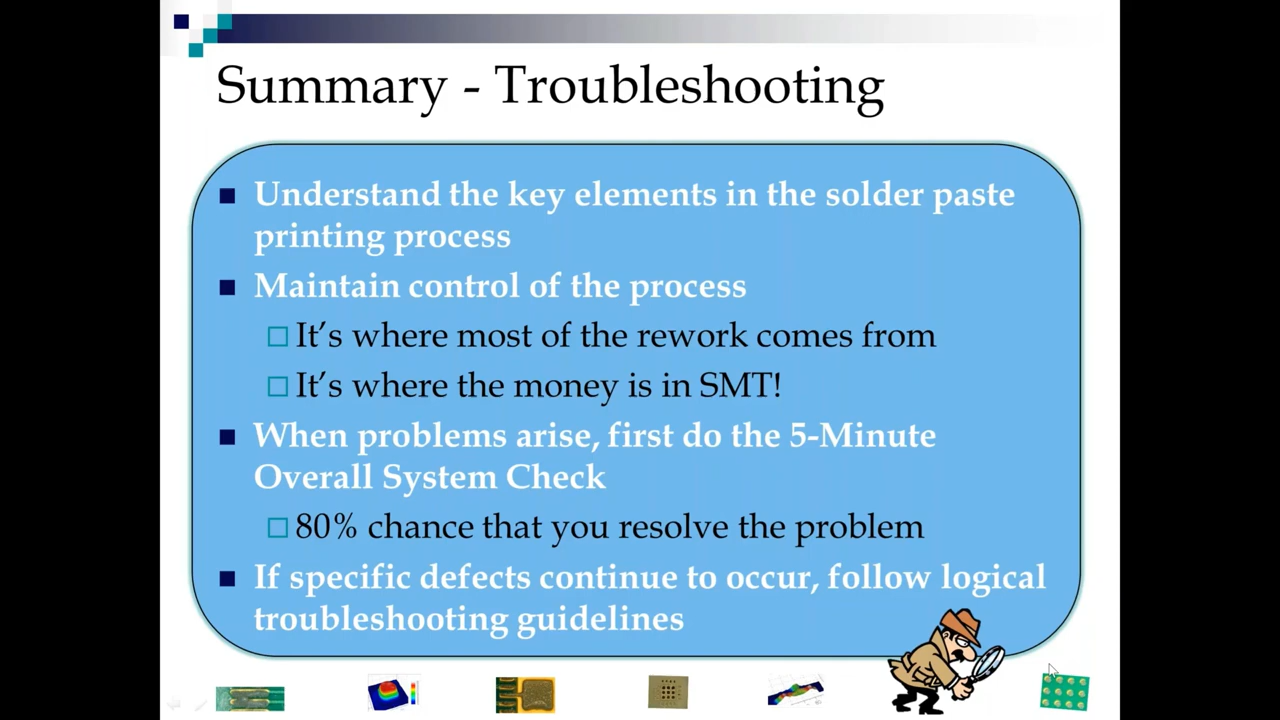 Summary - Troubleshooting
Understand the key elements in the solder paste
printing process
Maintain control of the process
It’s where most of the rework comes from
It’s where the money is in SMT!
When problems arise, first do the 5-Minute
Overall System Check
80% chance that you resolve the problem
If specific defects continue to occur, follow logical
troubleshooting guidelines